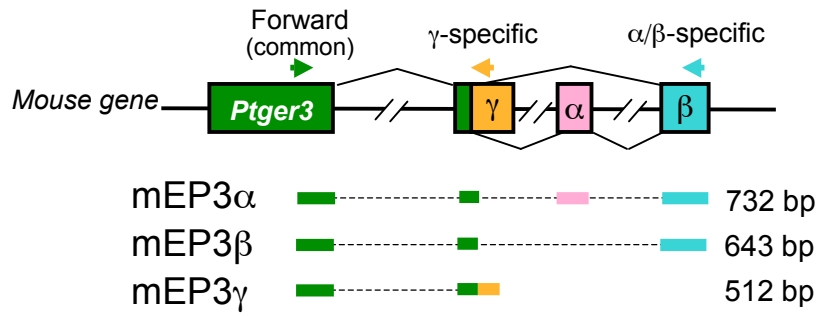 Forward
(common)
γ-specific
α/β-specific
Mouse gene
Ptger3
γ
α
β
mEP3α
732 bp
mEP3β
643 bp
mEP3γ
512 bp